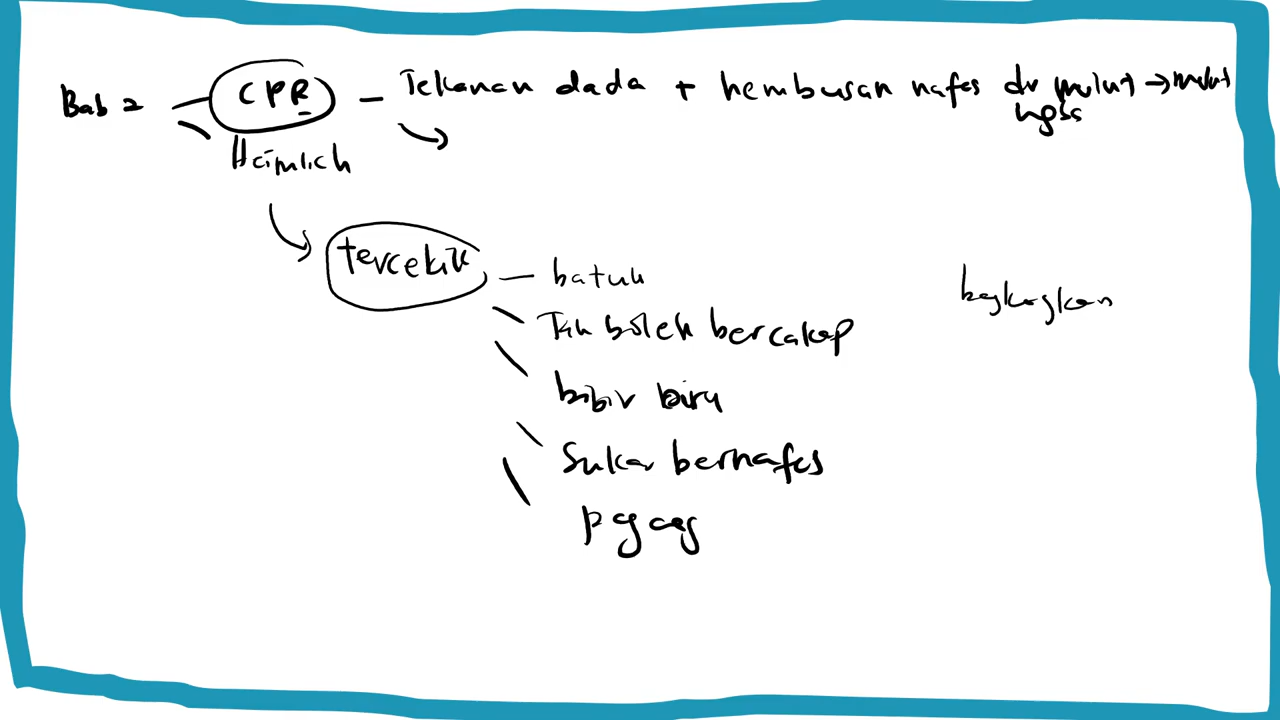 Bab 2 - CPR - Tekanan dada + hembusan nafas dr mulut → mulut
Heimlich
tercekik - batuk
Tak boleh bercakap
bibir biru
Sukar bernafas